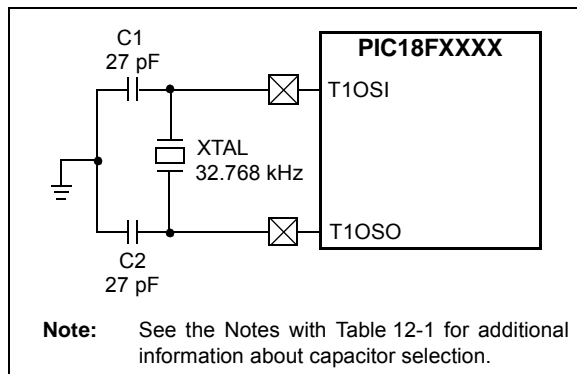 C1
27 pF
PIC18FXXXX
T1OSI
XTAL
32.768 kHz
T1OSO
C2
27 pF
Note: See the Notes with Table 12-1 for additional
information about capacitor selection.